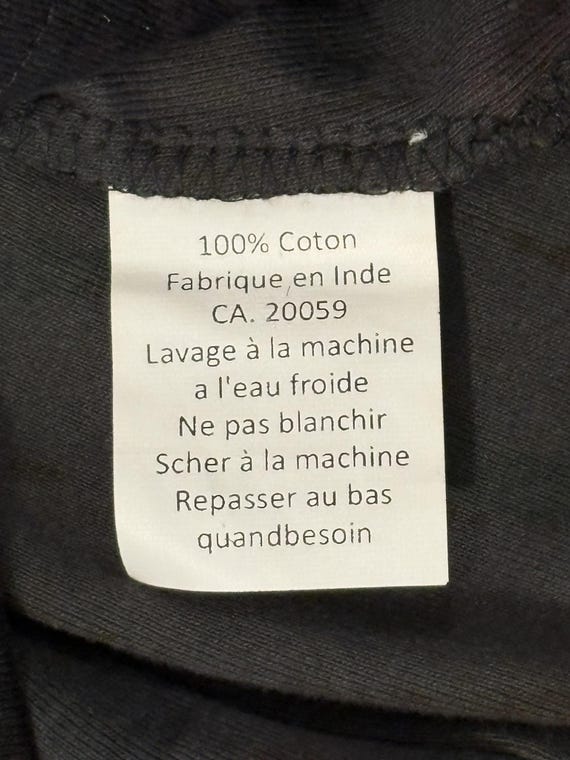 100% Coton
Fabrique en Inde
CA. 20059
Lavage à la machine
a l'eau froide
Ne pas blanchir
Scher à la machine
Repasser au bas
quandbesoin